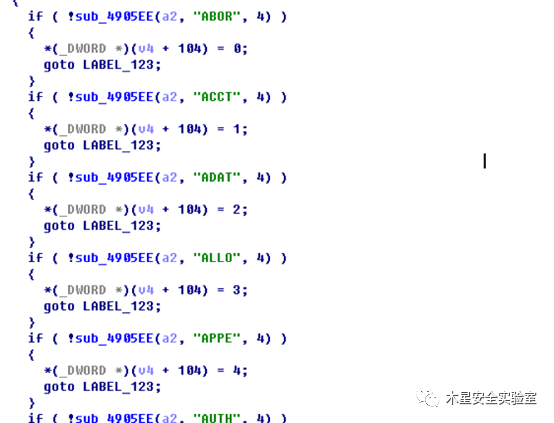 {
if ( !sub_4905EE(a2, "ABOR", 4) )
{
*(_DWORD *)(v4 + 104) = 0;
goto LABEL_123;
}
if ( !sub_4905EE(a2, "ACCT", 4) )
{
*(_DWORD *)(v4 + 104) = 1;
goto LABEL_123;
}
if ( !sub_4905EE(a2, "ADAT", 4) )
{
*(_DWORD *)(v4 + 104) = 2;
goto LABEL_123;
}
if ( !sub_4905EE(a2, "ALLO", 4) )
{
*(_DWORD *)(v4 + 104) = 3;
goto LABEL_123;
}
if ( !sub_4905EE(a2, "APPE", 4) )
{
*(_DWORD *)(v4 + 104) = 4;
goto LABEL_123;
}
if ( !sub_4905EE(a2, "AUTH", 4) )
木星安全实验室